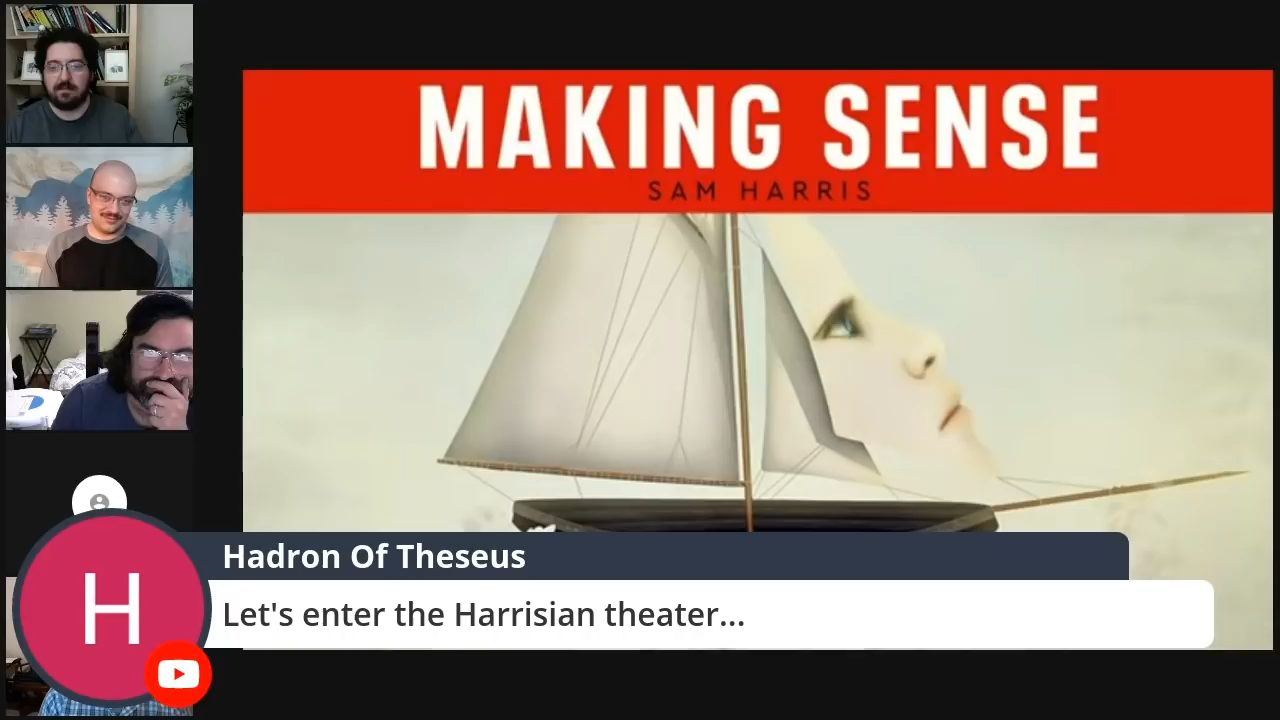 MAKING SENSE
SAM HARRIS
Hadron Of Theseus
H
Let's enter the Harrisian theater...